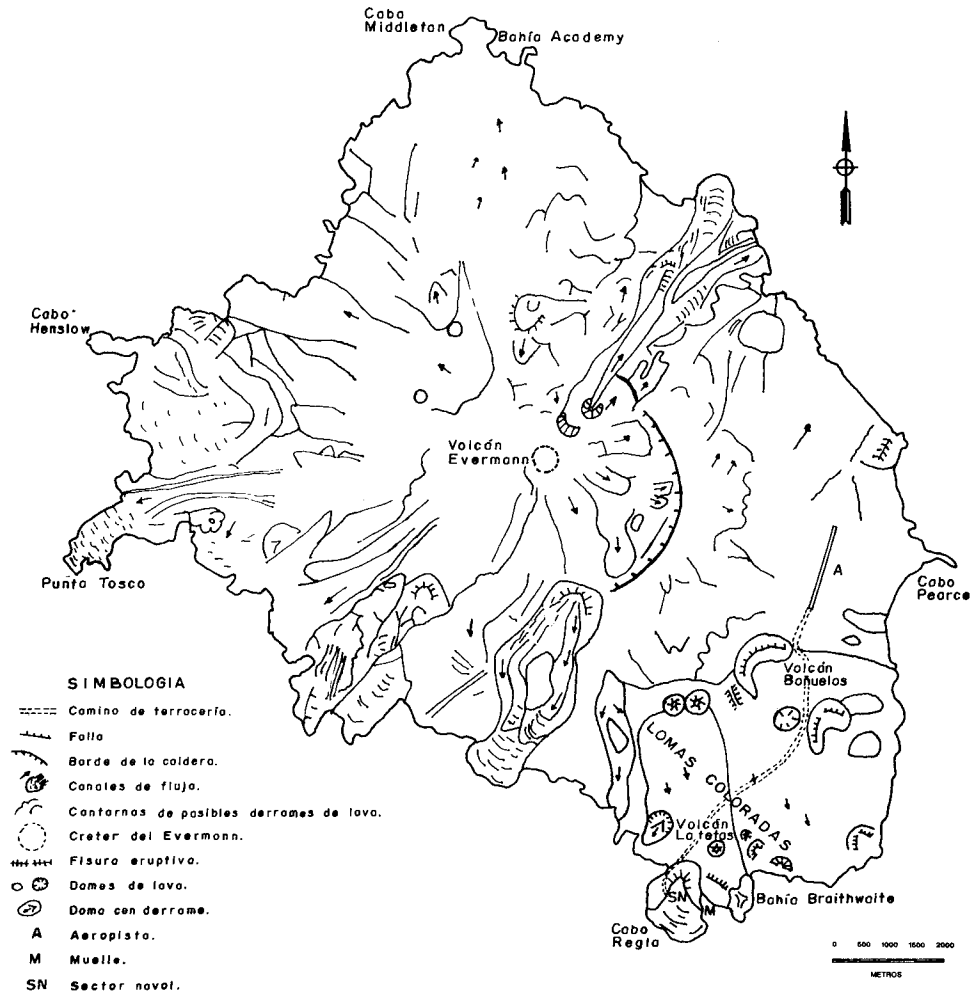 Cabo
Middleton
Bahía Academy
Cabo
Henslow
Volcán
Evermann
Punta Tosco
A
Cabo
Pearce
Volcán
Bañuelos
LOMAS COLORADAS
Volcán
La tetas
SN
M
Bahía Braithwaite
Cabo
Regla
SIMBOLOGIA
Camino de terracería.
Falla
Borde de la caldera.
Canales de flujo.
Contornos de posibles derrames de lava.
Creter del Evermann.
Fisura eruptiva.
Domos de lava.
Domo con derrame.
A Aeropista.
M Muelle.
SN Sector naval.
0 500 1000 1500 2000
METROS